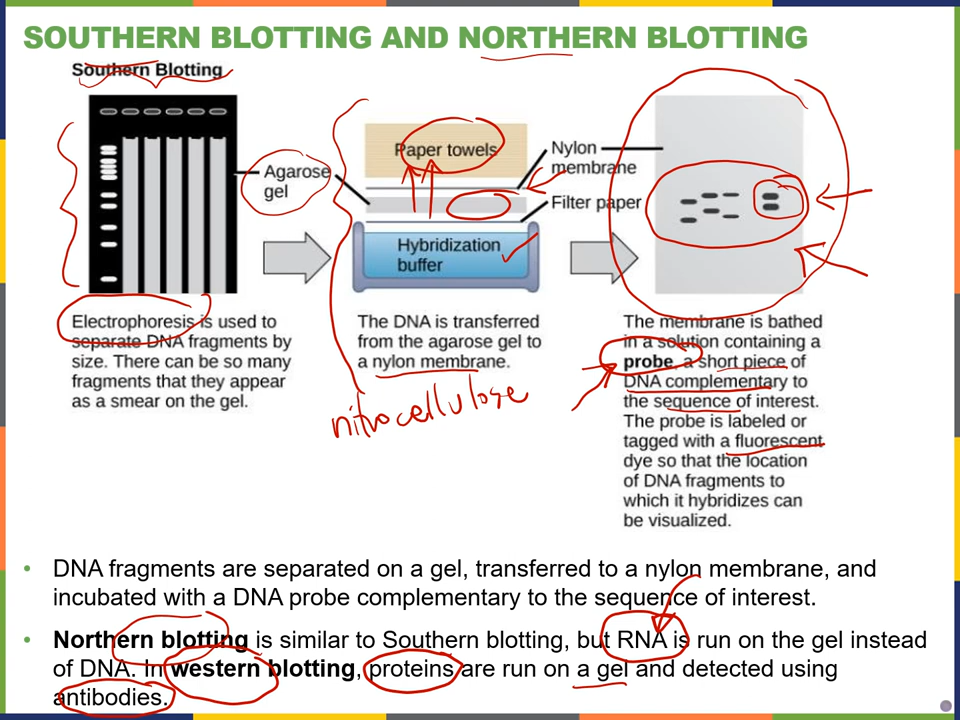 SOUTHERN BLOTTING AND NORTHERN BLOTTING
Southern Blotting
Agarose
gel
Paper towels
Nylon
membrane
Filter paper
Hybridization
buffer
Electrophoresis is used to
separate DNA fragments by
size. There can be so many
fragments that they appear
as a smear on the gel.
The DNA is transferred
from the agarose gel to
a nylon membrane.
nitrocellulose
The membrane is bathed
in a solution containing a
probe, a short piece of
DNA complementary to
the sequence of interest.
The probe is labeled or
tagged with a fluorescent
dye so that the location
of DNA fragments to
which it hybridizes can
be visualized.
• DNA fragments are separated on a gel, transferred to a nylon membrane, and
incubated with a DNA probe complementary to the sequence of interest.
• Northern blotting is similar to Southern blotting, but RNA is run on the gel instead
of DNA. In western blotting, proteins are run on a gel and detected using
antibodies.